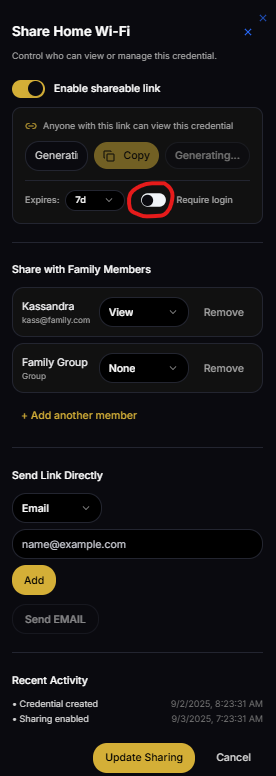 Share Home Wi-Fi
Control who can view or manage this credential.
Enable shareable link
Anyone with this link can view this credential
Generati
Copy
Generating...
Expires:
7d
Require login
Share with Family Members
Kassandra
kass@family.com
View
Remove
Family Group
Group
None
Remove
+ Add another member
Send Link Directly
Email
name@example.com
Add
Send EMAIL
Recent Activity
• Credential created 9/2/2025, 8:23:31 AM
• Sharing enabled 9/3/2025, 7:23:31 AM
Update Sharing
Cancel